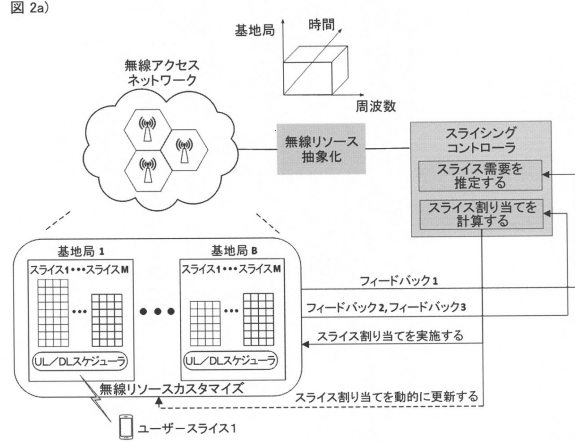 図 2a)
基地局
時間
周波数
無線アクセス
ネットワーク
無線リソース
抽象化
スライシング
コントローラ
スライス需要を
推定する
スライス割り当てを
計算する
基地局 1
スライス1•••スライスM
•••
UL/DLスケジューラ
•••
基地局 B
スライス1•••スライスM
•••
UL/DLスケジューラ
無線リソースカスタマイズ
フィードバック1
フィードバック2,フィードバック3
スライス割り当てを実施する
スライス割り当てを動的に更新する
ユーザースライス1